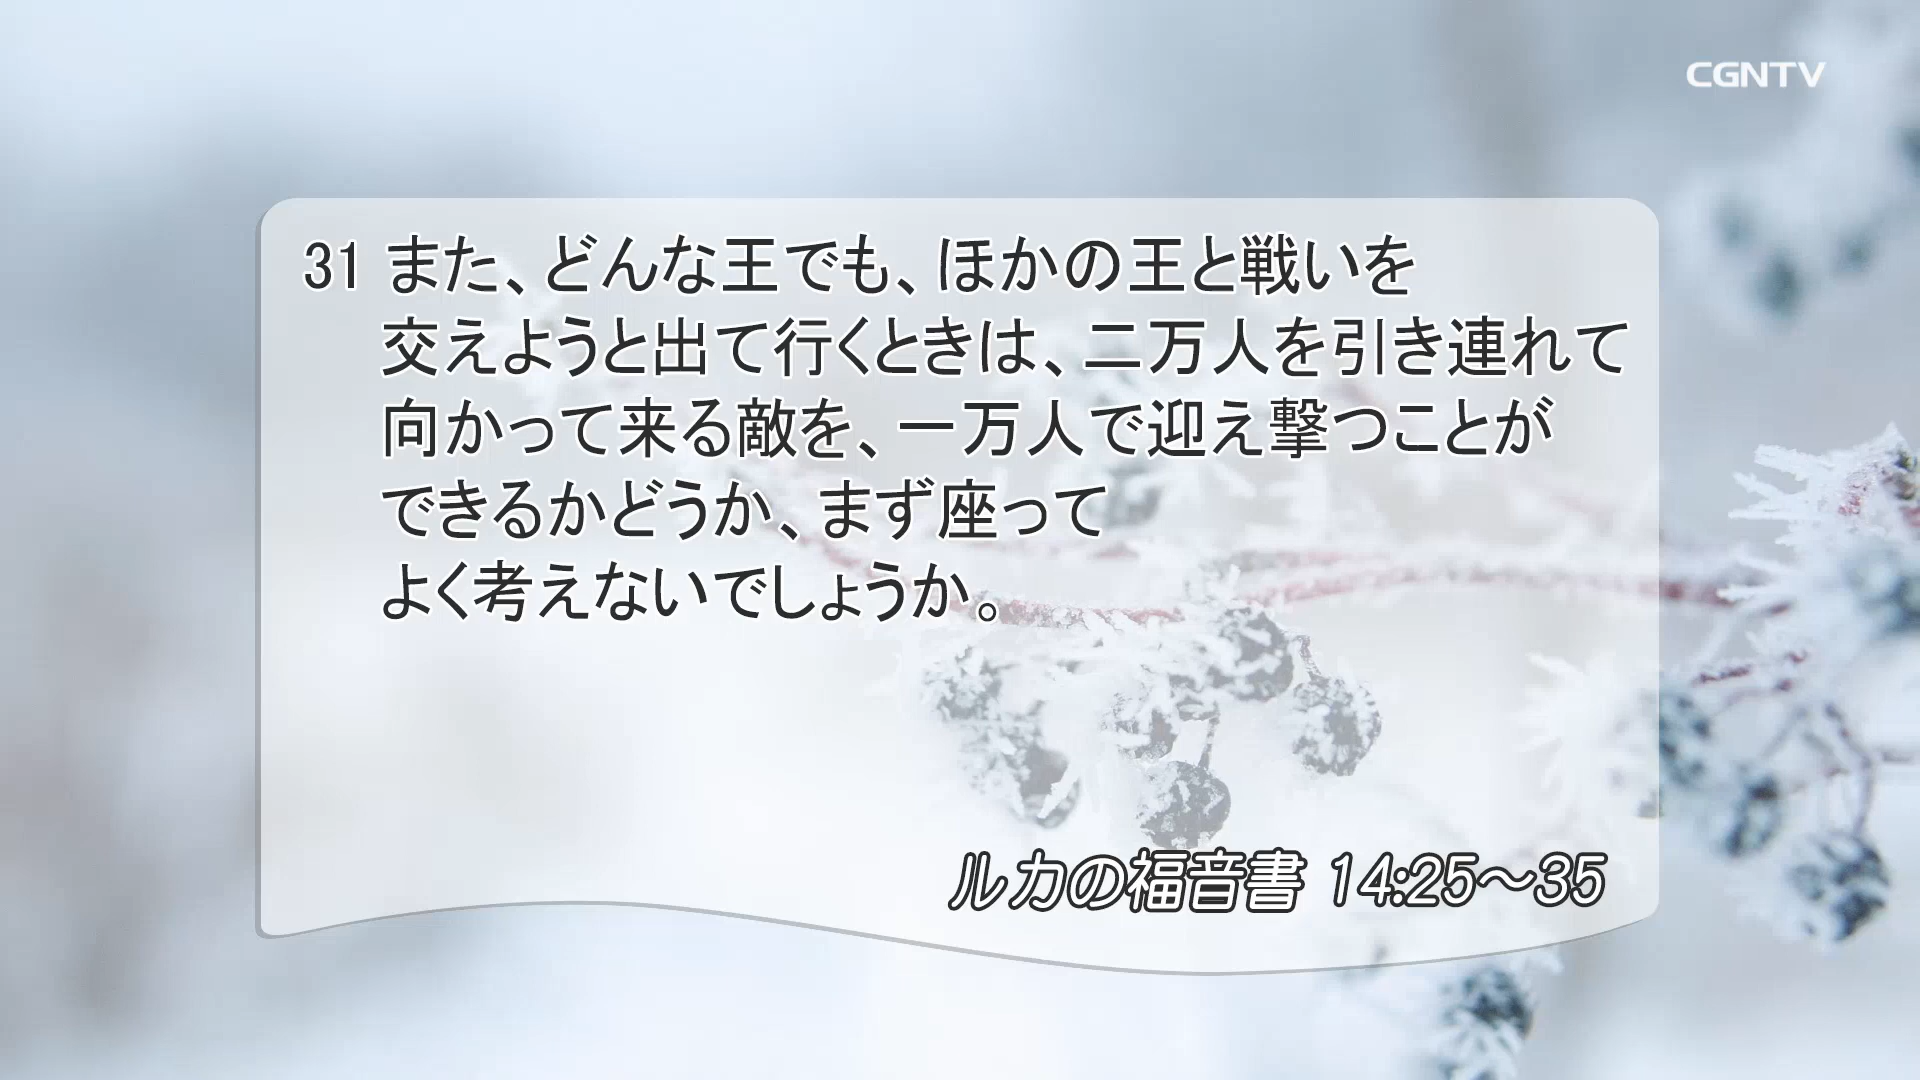 CGNTV
31 また、どんな王でも、ほかの王と戦いを
交えようと出て行くときは、二万人を引き連れて
向かって来る敵を、一万人で迎え撃つことが
できるかどうか、まず座って
よく考えないでしょうか。
ルカの福音書 14:25～35